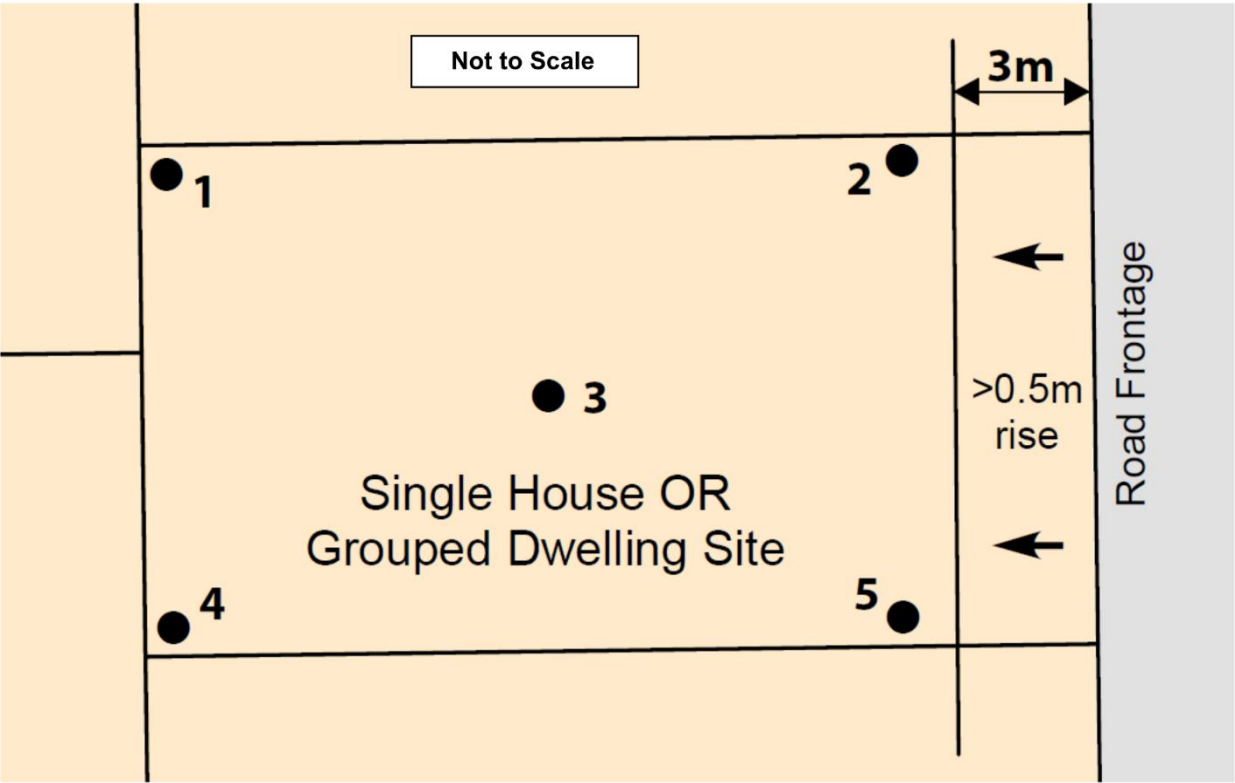 Not to Scale
3m
1
2
3
>0.5m
rise
Road Frontage
Single House OR
Grouped Dwelling Site
4
5